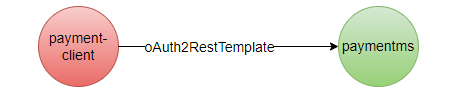 payment-
client
oAuth2RestTemplate
paymentms